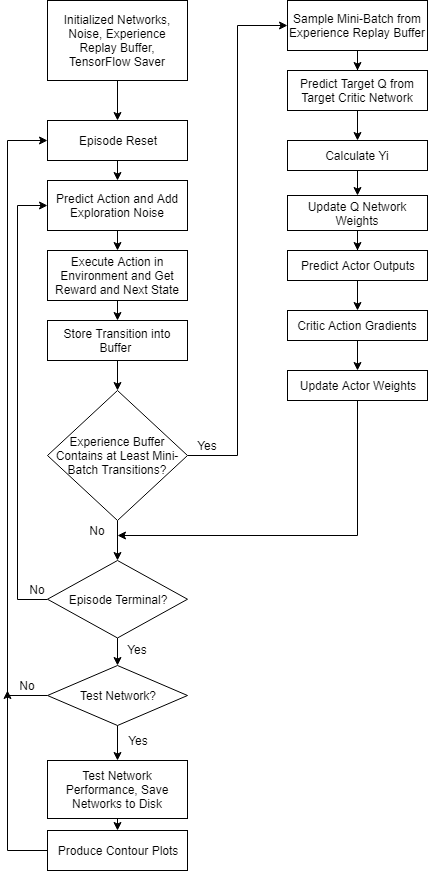 Initialized Networks,
Noise, Experience
Replay Buffer,
TensorFlow Saver
Episode Reset
Predict Action and Add
Exploration Noise
Execute Action in
Environment and Get
Reward and Next State
Store Transition into
Buffer
Experience Buffer
Contains at Least Mini-
Batch Transitions?
Yes
No
Sample Mini-Batch from
Experience Replay Buffer
Predict Target Q from
Target Critic Network
Calculate Yi
Update Q Network
Weights
Predict Actor Outputs
Critic Action Gradients
Update Actor Weights
Episode Terminal?
No
Yes
Test Network?
No
Yes
Test Network
Performance, Save
Networks to Disk
Produce Contour Plots